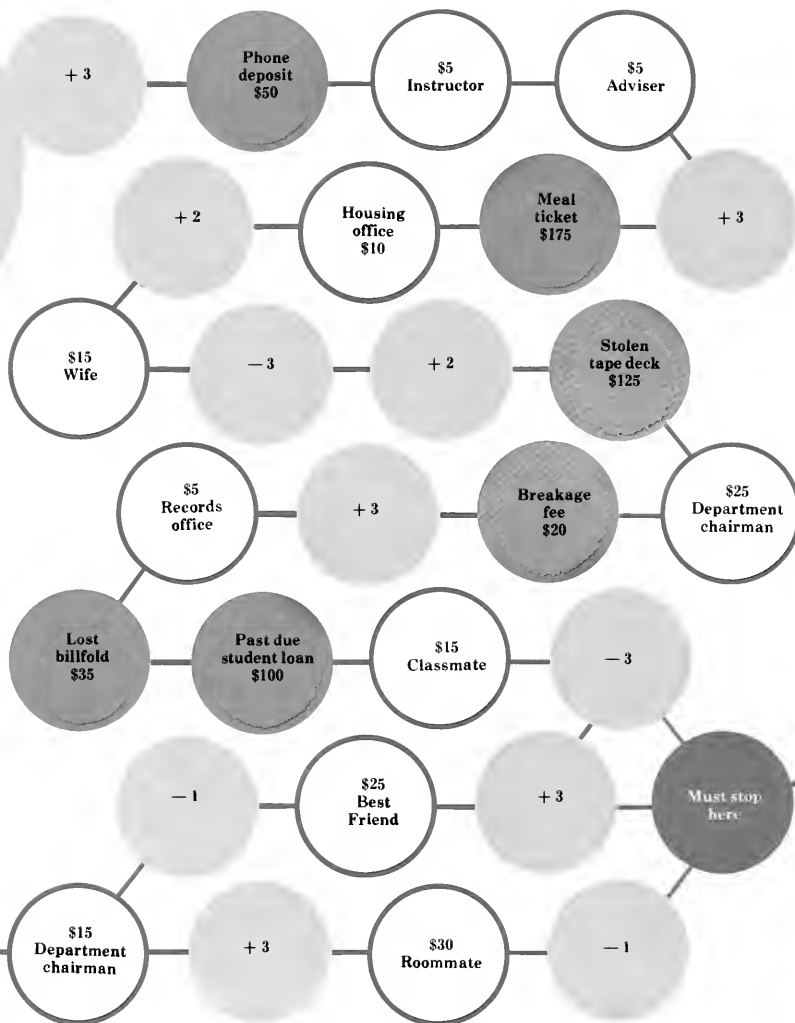 + 3
Phone
deposit
$50
$5
Instructor
$5
Adviser
+ 2
Housing
office
$10
Meal
ticket
$175
+ 3
$15
Wife
– 3
+ 2
Stolen
tape deck
$125
$5
Records
office
+ 3
Breakage
fee
$20
$25
Department
chairman
Lost
billfold
$35
Past due
student loan
$100
$15
Classmate
– 3
– 1
$25
Best
Friend
+ 3
Must stop
here
$15
Department
chairman
+ 3
$30
Roommate
– 1